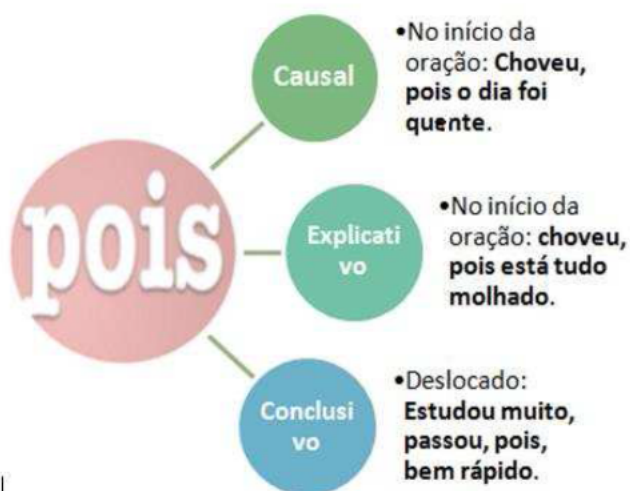 pois
Causal
•No início da
oração: Choveu,
pois o dia foi
quente.
Explicati
vo
•No início da
oração: choveu,
pois está tudo
molhado.
Conclusi
vo
•Deslocado:
Estudou muito,
passou, pois,
bem rápido.